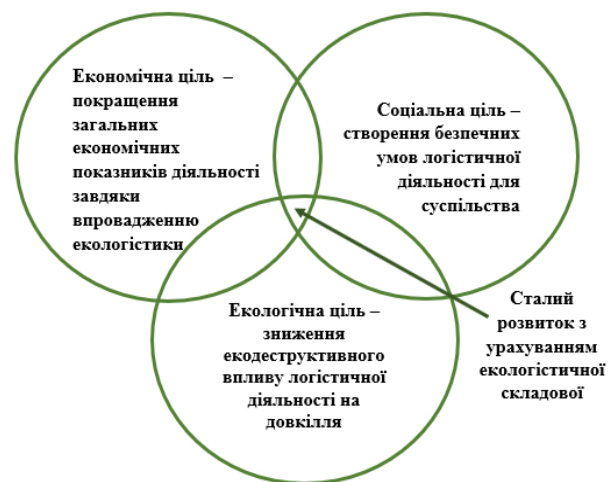 Економічна ціль –
покращення
загальних
економічних
показників діяльності
завдяки
впровадженню
екологістики
Соціальна ціль –
створення безпечних
умов логістичної
діяльності для
суспільства
Екологічна ціль –
зниження
екодеструктивного
впливу логістичної
діяльності на
довкілля
Сталий
розвиток з
урахуванням
екологістичної
складової